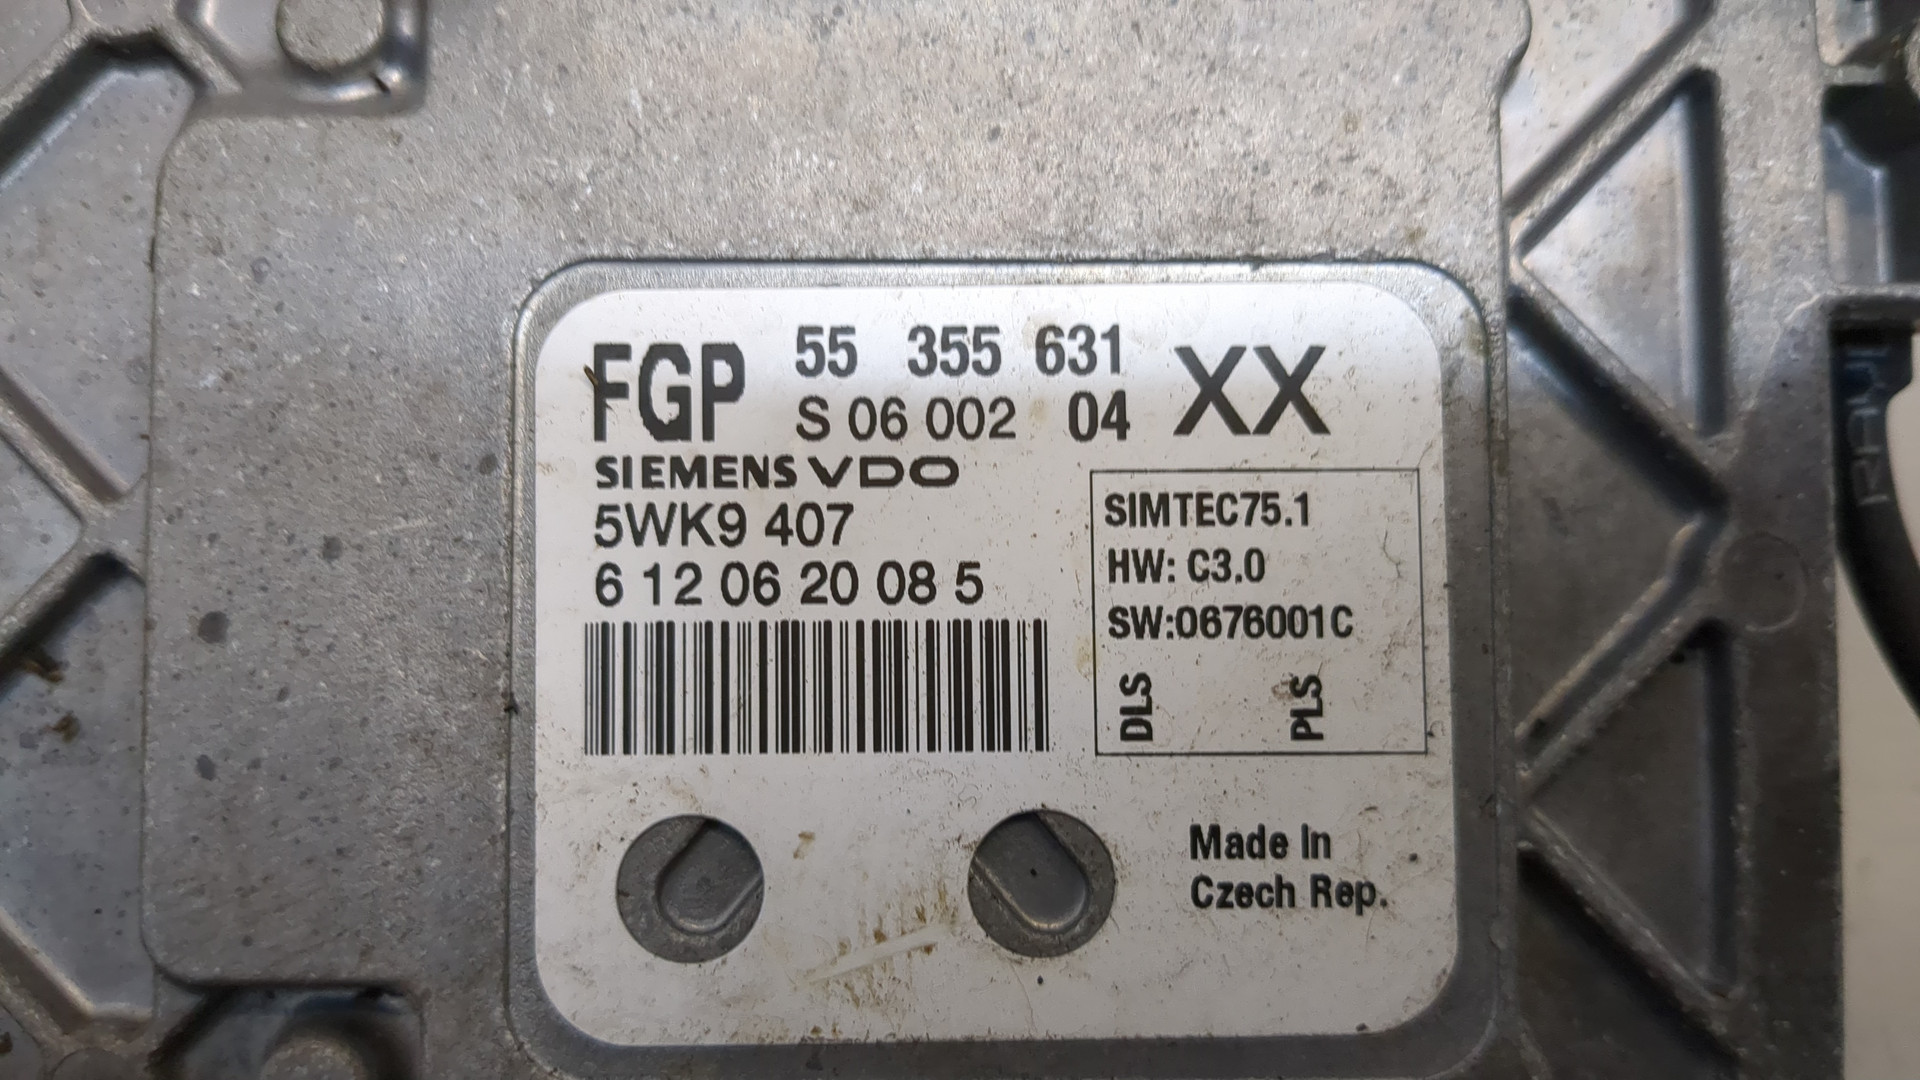 FGP 55 355 631 XX
S 06 002 04
SIEMENS VDO
5WK9 407
6 12 06 20 08 5
SIMTEC75.1
HW: C3.0
SW:0676001C
DLS PLS
Made In
Czech Rep.